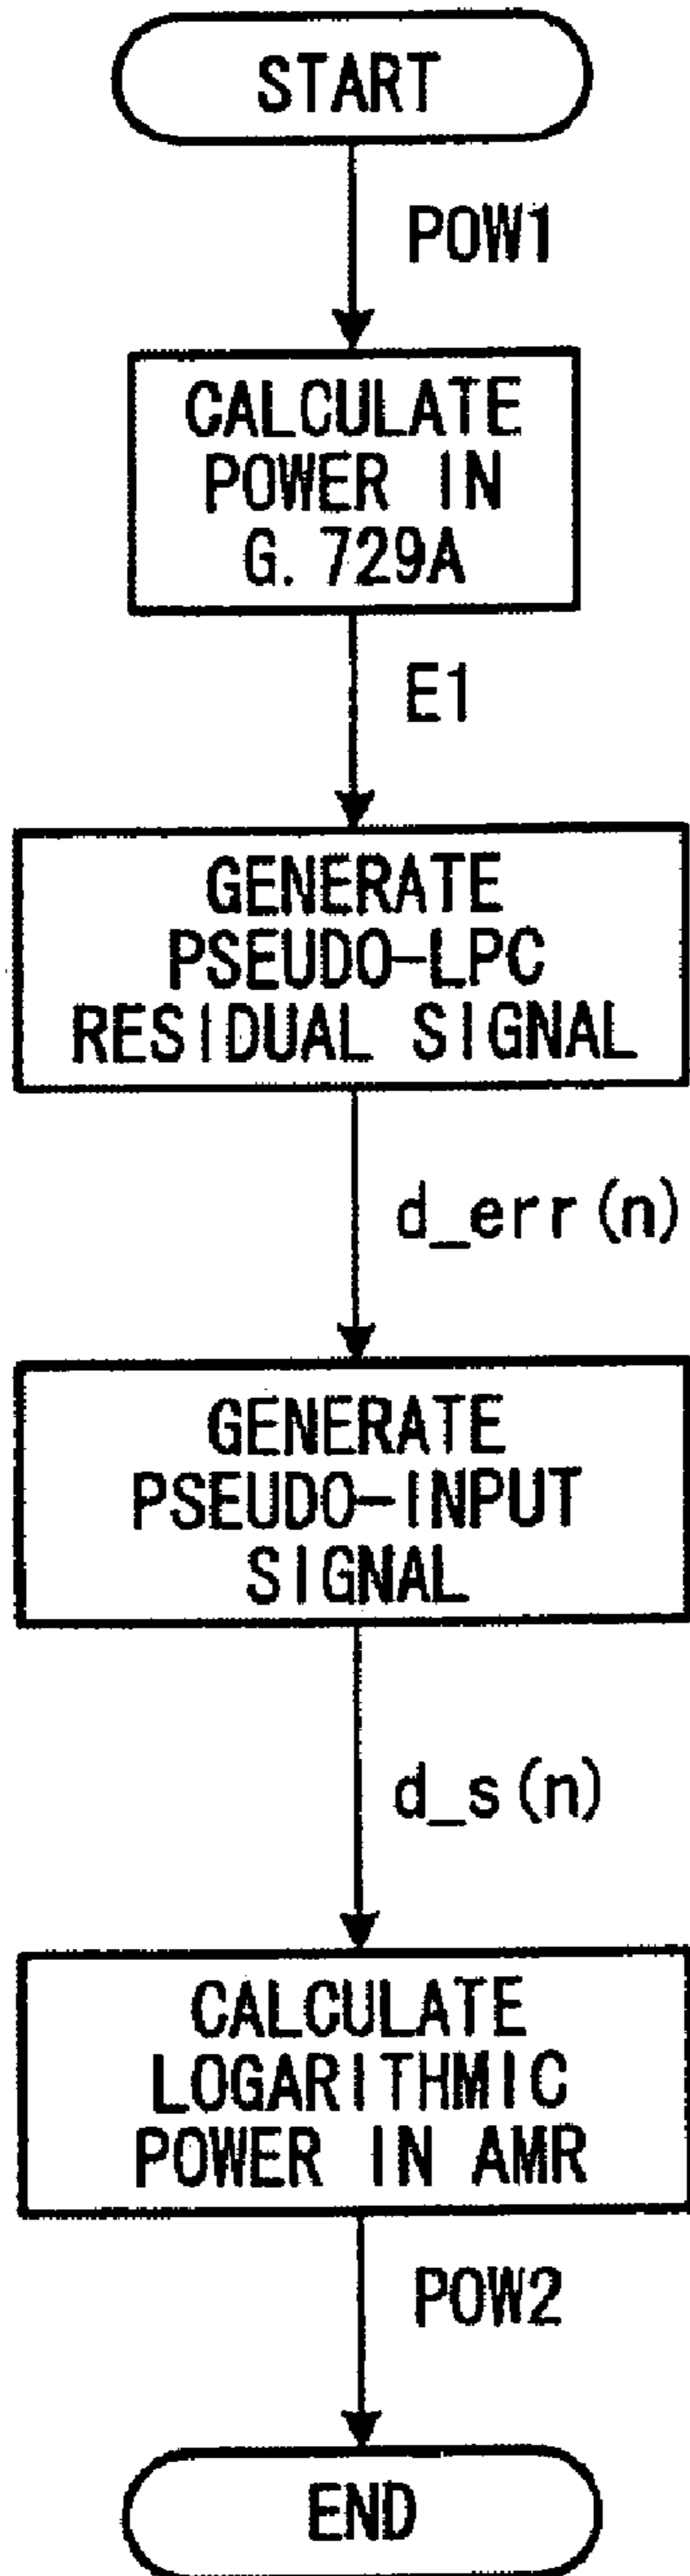 START
POW1
CALCULATE
POWER IN
G. 729A
E1
GENERATE
PSEUDO-LPC
RESIDUAL SIGNAL
d_err(n)
GENERATE
PSEUDO-INPUT
SIGNAL
d_s(n)
CALCULATE
LOGARITHMIC
POWER IN AMR
POW2
END